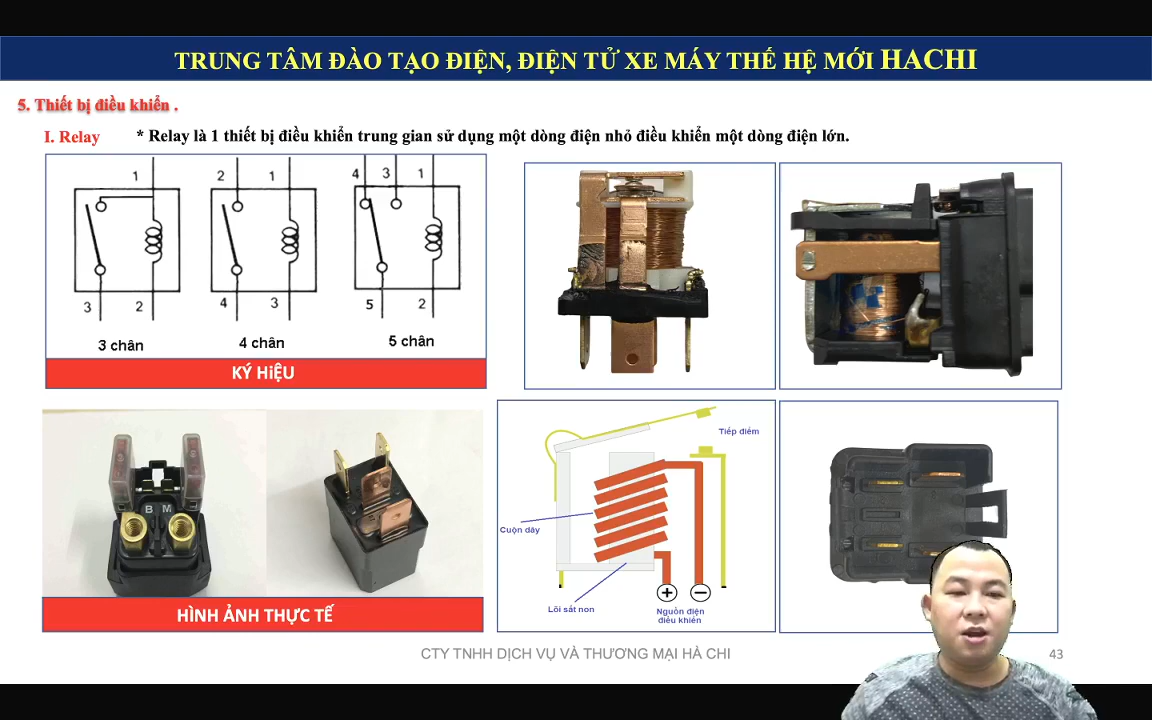 TRUNG TÂM ĐÀO TẠO ĐIỆN, ĐIỆN TỬ XE MÁY THẾ HỆ MỚI HACHI
5. Thiết bị điều khiển .
I. Relay * Relay là 1 thiết bị điều khiển trung gian sử dụng một dòng điện nhỏ điều khiển một dòng điện lớn.
1 2 1 4 3 1
3 2 4 3 5 2
3 chân 4 chân 5 chân
KÝ HIỆU
Tiếp điểm
Cuộn dây
Lõi sắt non
+ −
Nguồn điện
điều khiển
B M
HÌNH ẢNH THỰC TẾ
CTY TNHH DỊCH VỤ VÀ THƯƠNG MẠI HÀ CHI
43